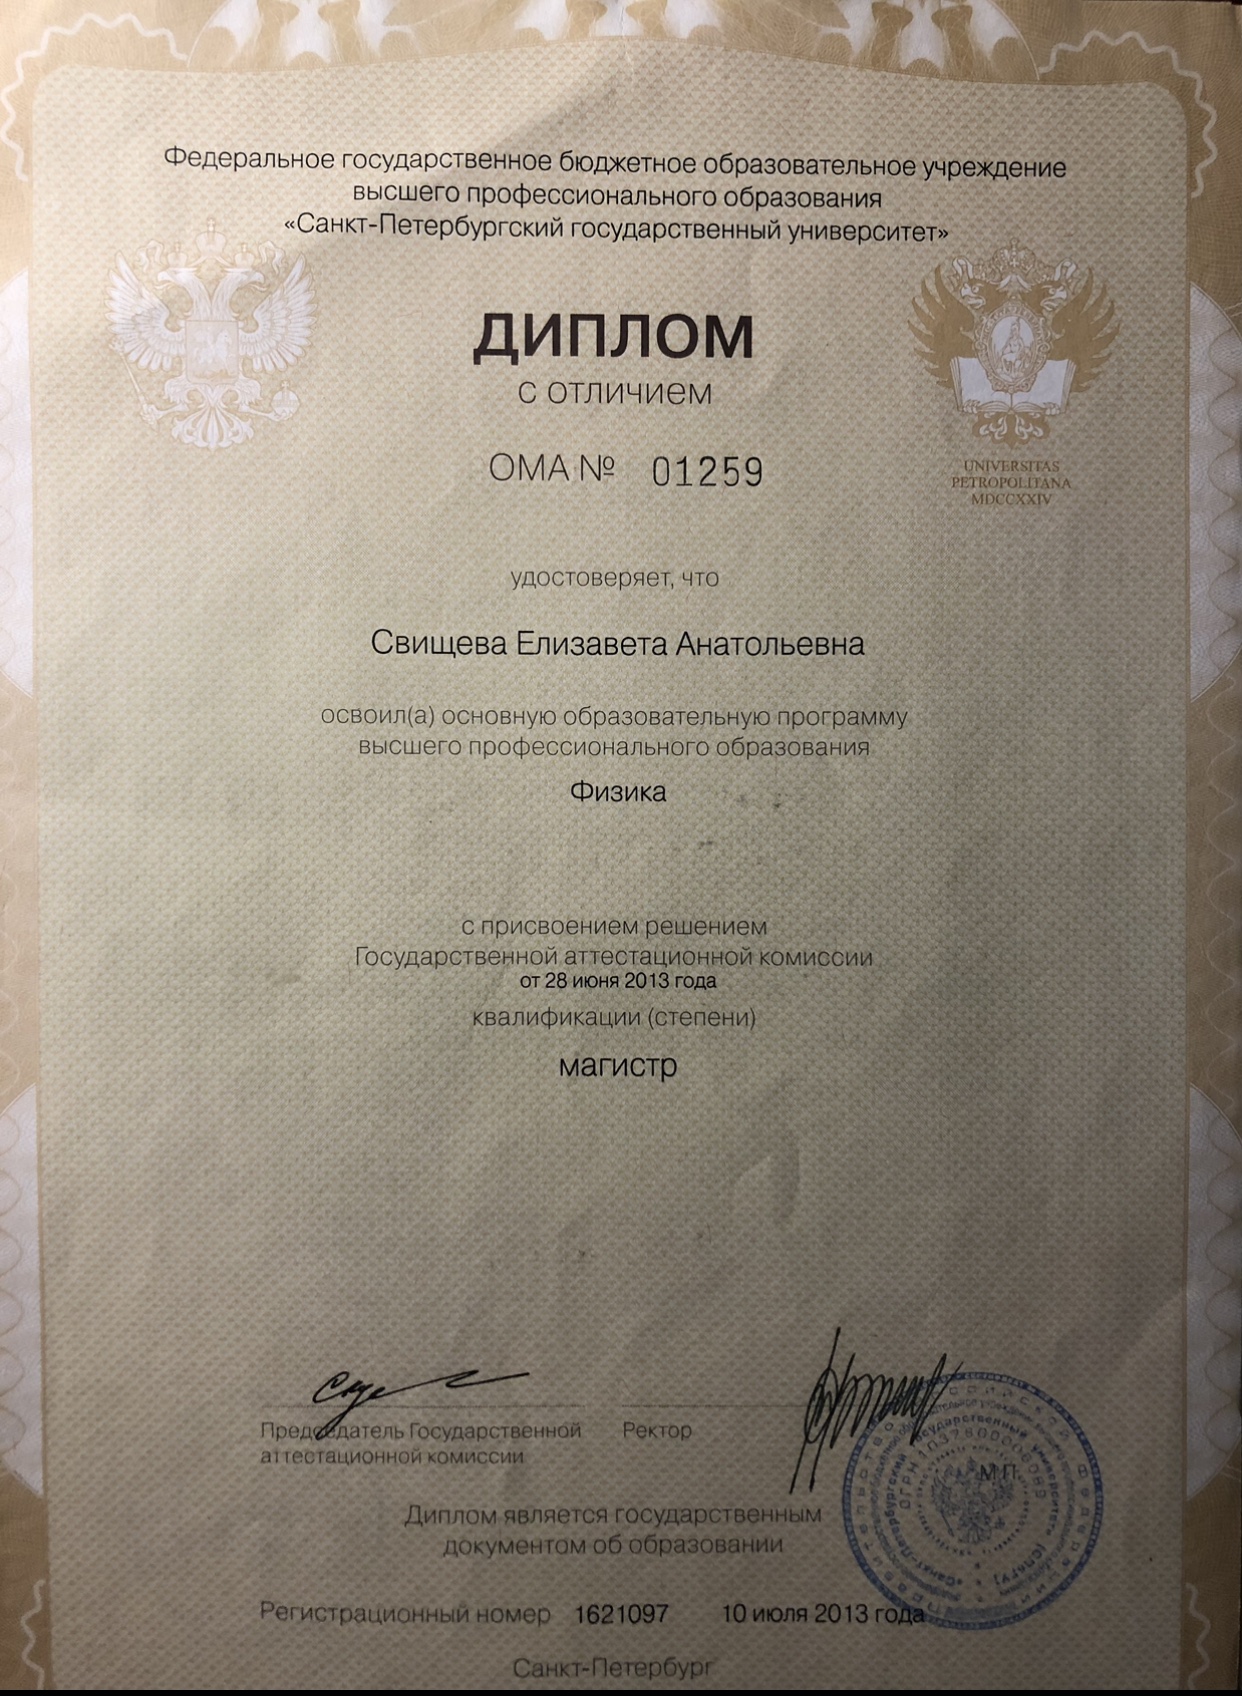 Федеральное государственное бюджетное образовательное учреждение
высшего профессионального образования
«Санкт-Петербургский государственный университет»
ДИПЛОМ
с отличием
ОМА № 01259
UNIVERSITAS
PETROPOLITANA
MDCCXXIV
удостоверяет, что
Свищева Елизавета Анатольевна
освоил(а) основную образовательную программу
высшего профессионального образования
Физика
с присвоением решением
Государственной аттестационной комиссии
от 28 июня 2013 года
квалификации (степени)
магистр
Председатель Государственной
аттестационной комиссии
Ректор
М.П.
Диплом является государственным
документом об образовании
Регистрационный номер 1621097 10 июля 2013 года
Санкт-Петербург